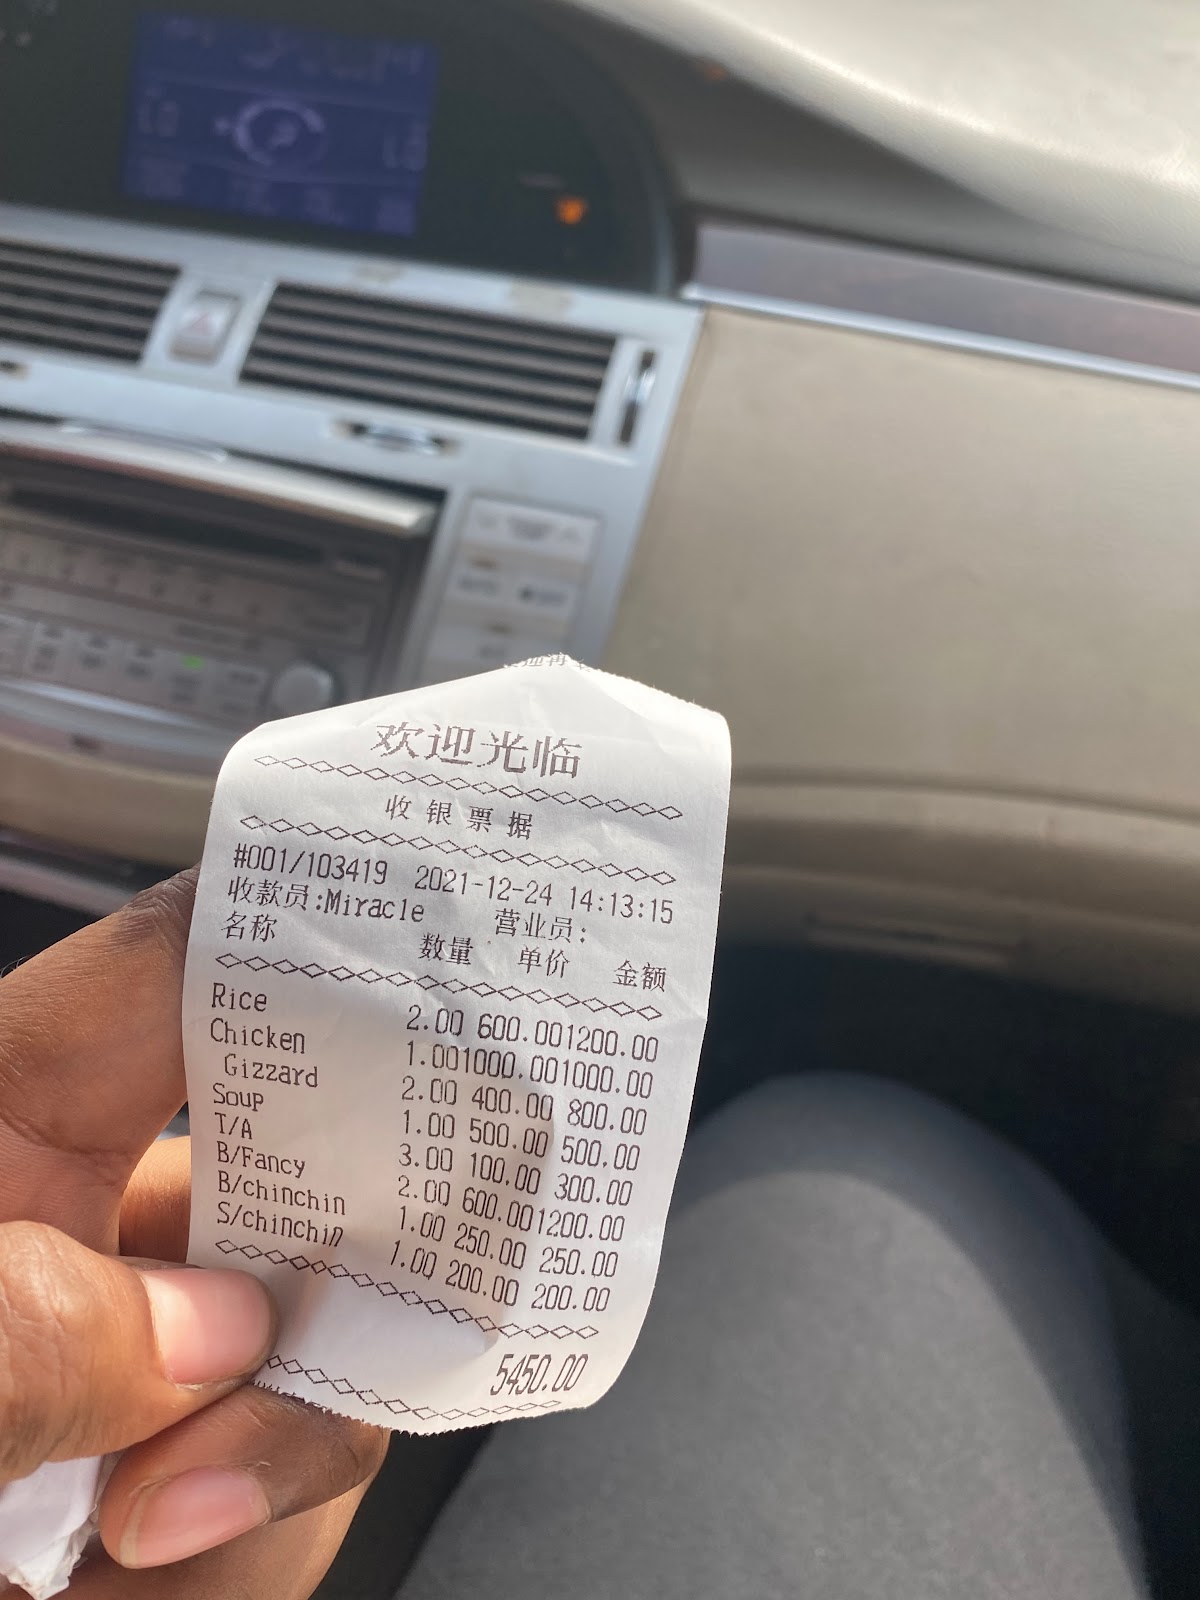 欢迎光临
收银票据
#001/103419 2021-12-24 14:13:15
收款员:Miracle 营业员:
名称 数量 单价 金额
Rice 2.00 600.001200.00
Chicken 1.001000.001000.00
Gizzard 2.00 400.00 800.00
Soup 1.00 500.00 500.00
T/A 3.00 100.00 300.00
B/Fancy 2.00 600.001200.00
B/chinchin 1.00 250.00 250.00
S/chinchin 1.00 200.00 200.00
5450.00